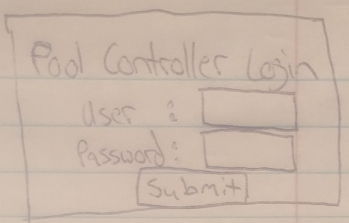 Pool Controller Login
User :
Password :
Submit